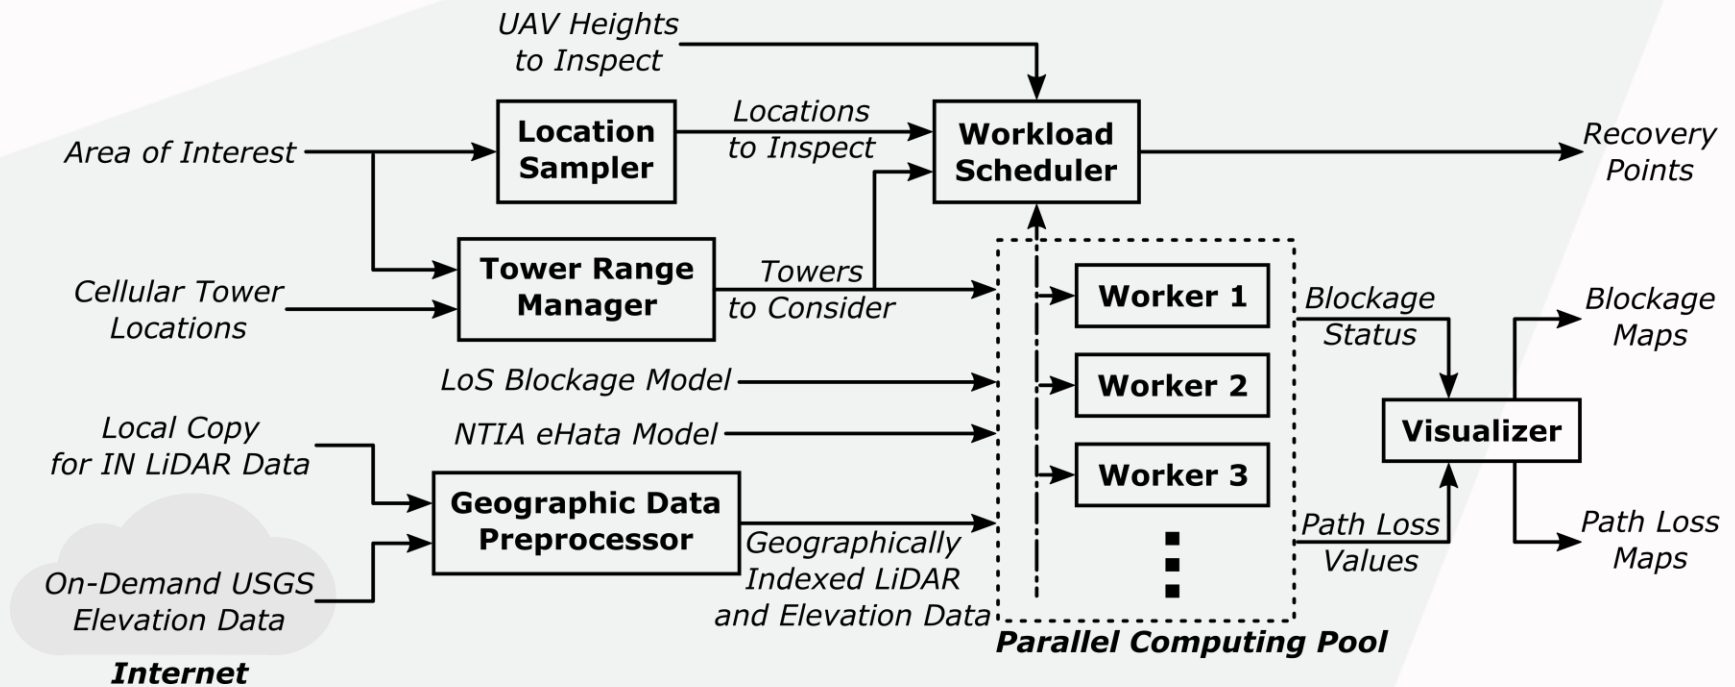 UAV Heights
to Inspect
Area of Interest
Location
Sampler
Locations
to Inspect
Workload
Scheduler
Recovery
Points
Cellular Tower
Locations
Tower Range
Manager
Towers
to Consider
LoS Blockage Model
NTIA eHata Model
Local Copy
for IN LiDAR Data
On-Demand USGS
Elevation Data
Internet
Geographic Data
Preprocessor
Geographically
Indexed LiDAR
and Elevation Data
Worker 1
Worker 2
Worker 3
Parallel Computing Pool
Blockage
Status
Path Loss
Values
Visualizer
Blockage
Maps
Path Loss
Maps